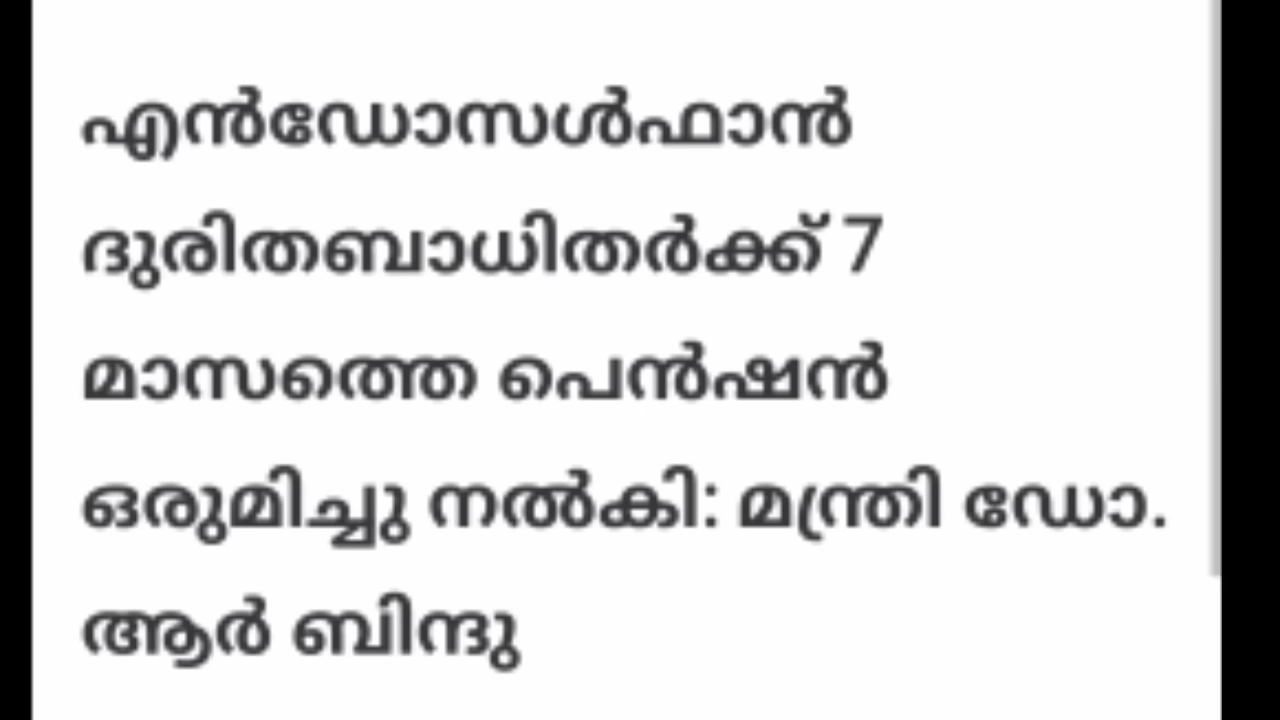 എൻഡോസൾഫാൻ
ദുരിതബാധിതർക്ക് 7
മാസത്തെ പെൻഷൻ
ഒരുമിച്ചു നൽകി: മന്ത്രി ഡോ.
ആർ ബിന്ദു